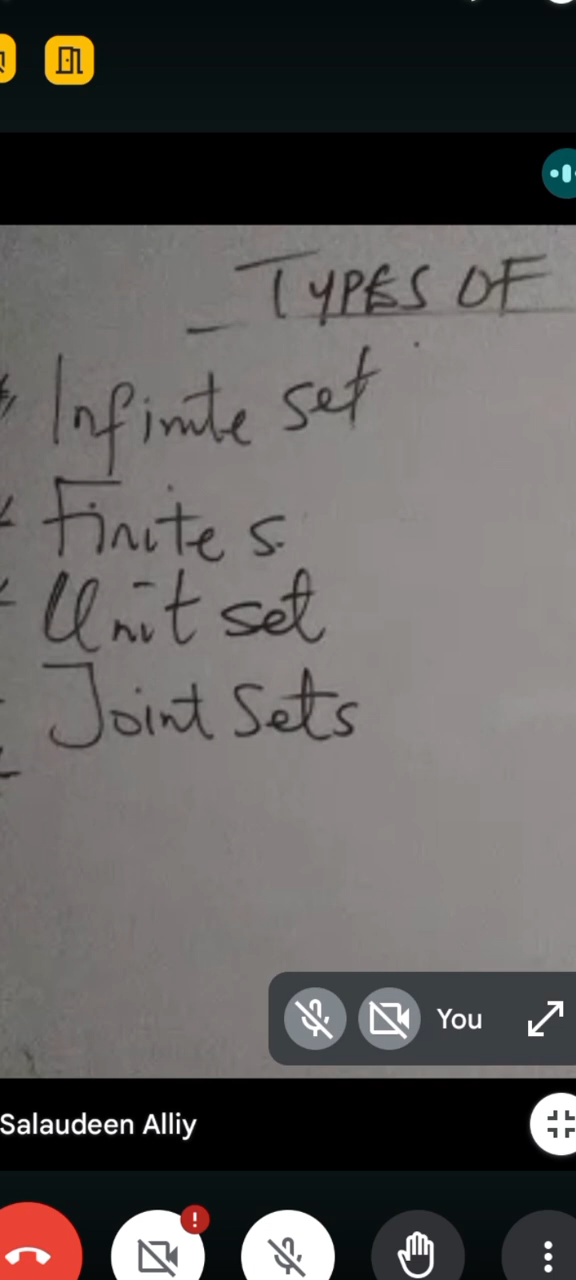 TYPES OF
Infinite set
Finite s.
Unit set
Joint Sets
You
Salaudeen Alliy